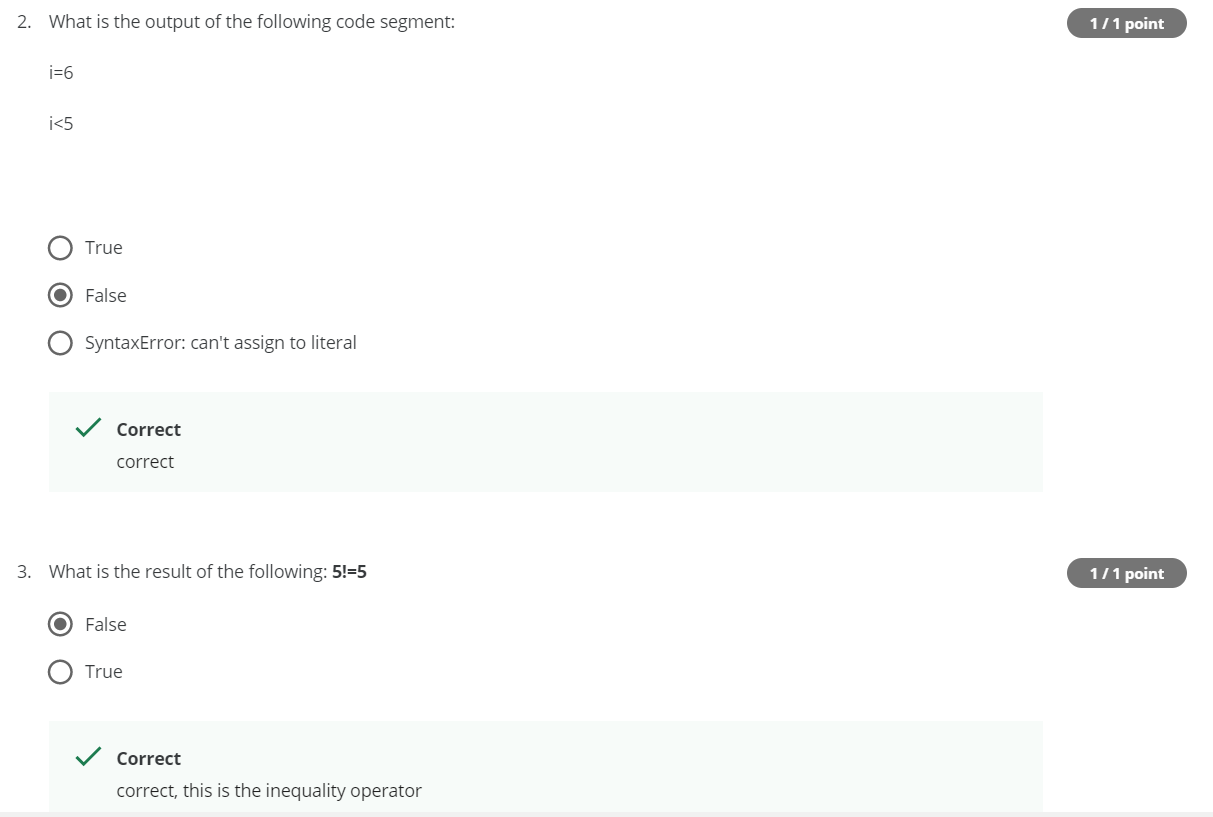 2. What is the output of the following code segment:
1 / 1 point
i=6
i<5
True
False
SyntaxError: can't assign to literal
Correct
correct
3. What is the result of the following: 5!=5
1 / 1 point
False
True
Correct
correct, this is the inequality operator